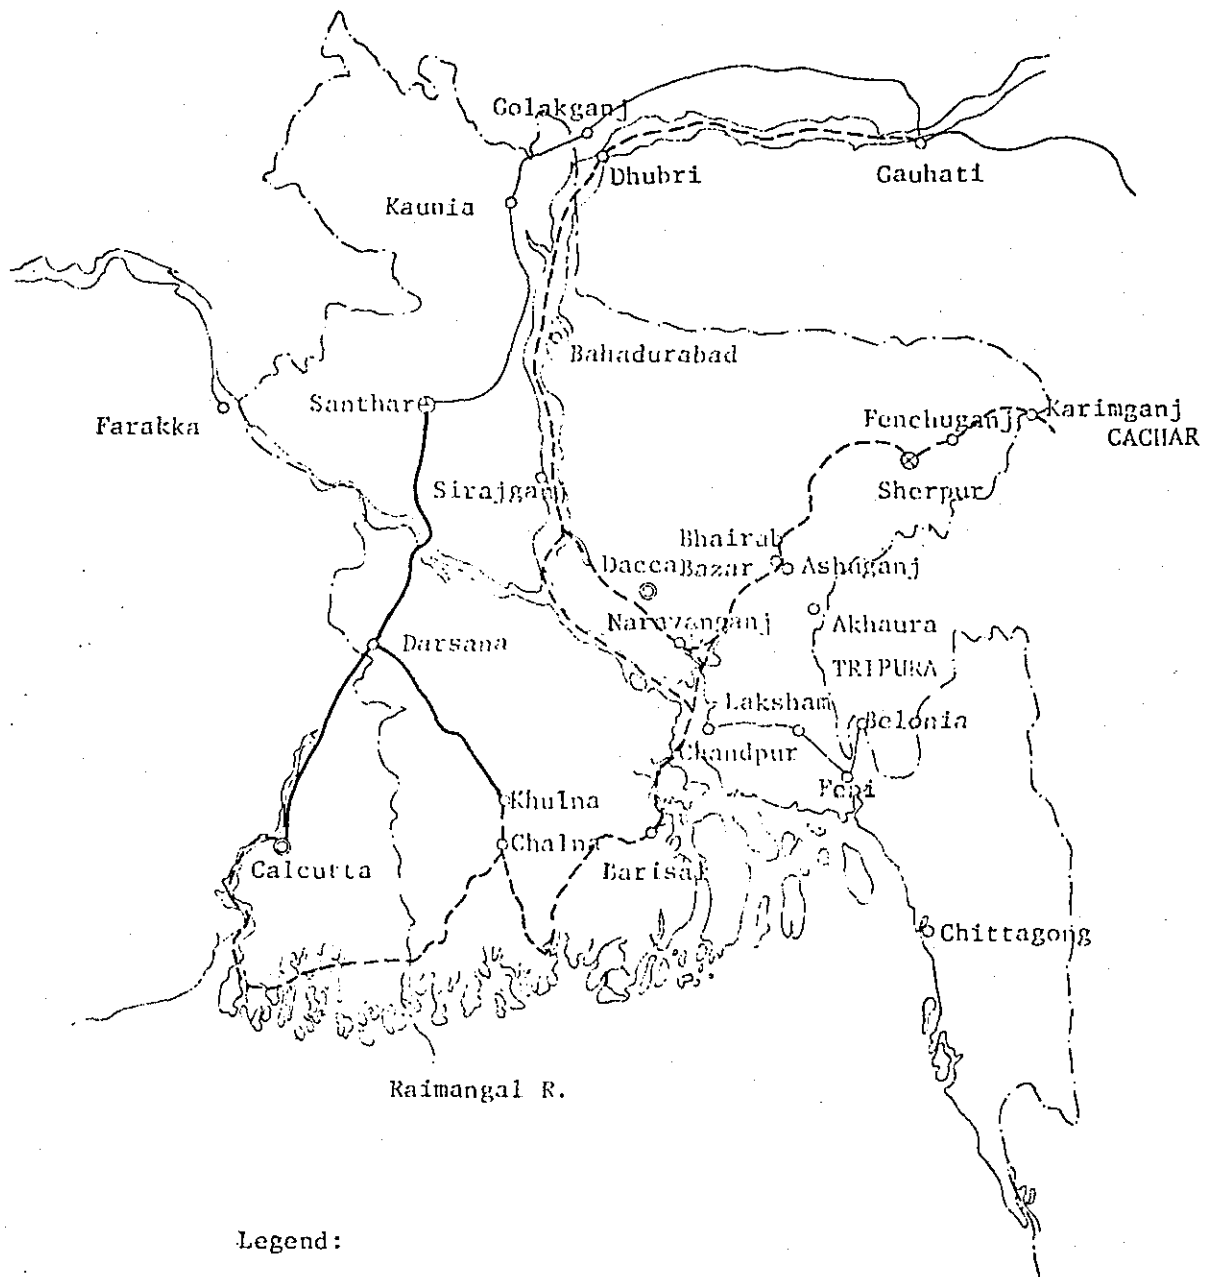 Golakganj
Dhubri
Gauhati
Kaunia
Bahadurabad
Santhar
Farakka
Fenchuganj
Karimganj
CACHAR
Sirajganj
Sherpur
Bhairab
Bazar
Dacca
Ashuganj
Narayanganj
Akhaura
Darsana
TRIPURA
Laksham
Belonia
Chandpur
Feni
Khulna
Chalna
Calcutta
Barisal
Chittagong
Raimangal R.
Legend: